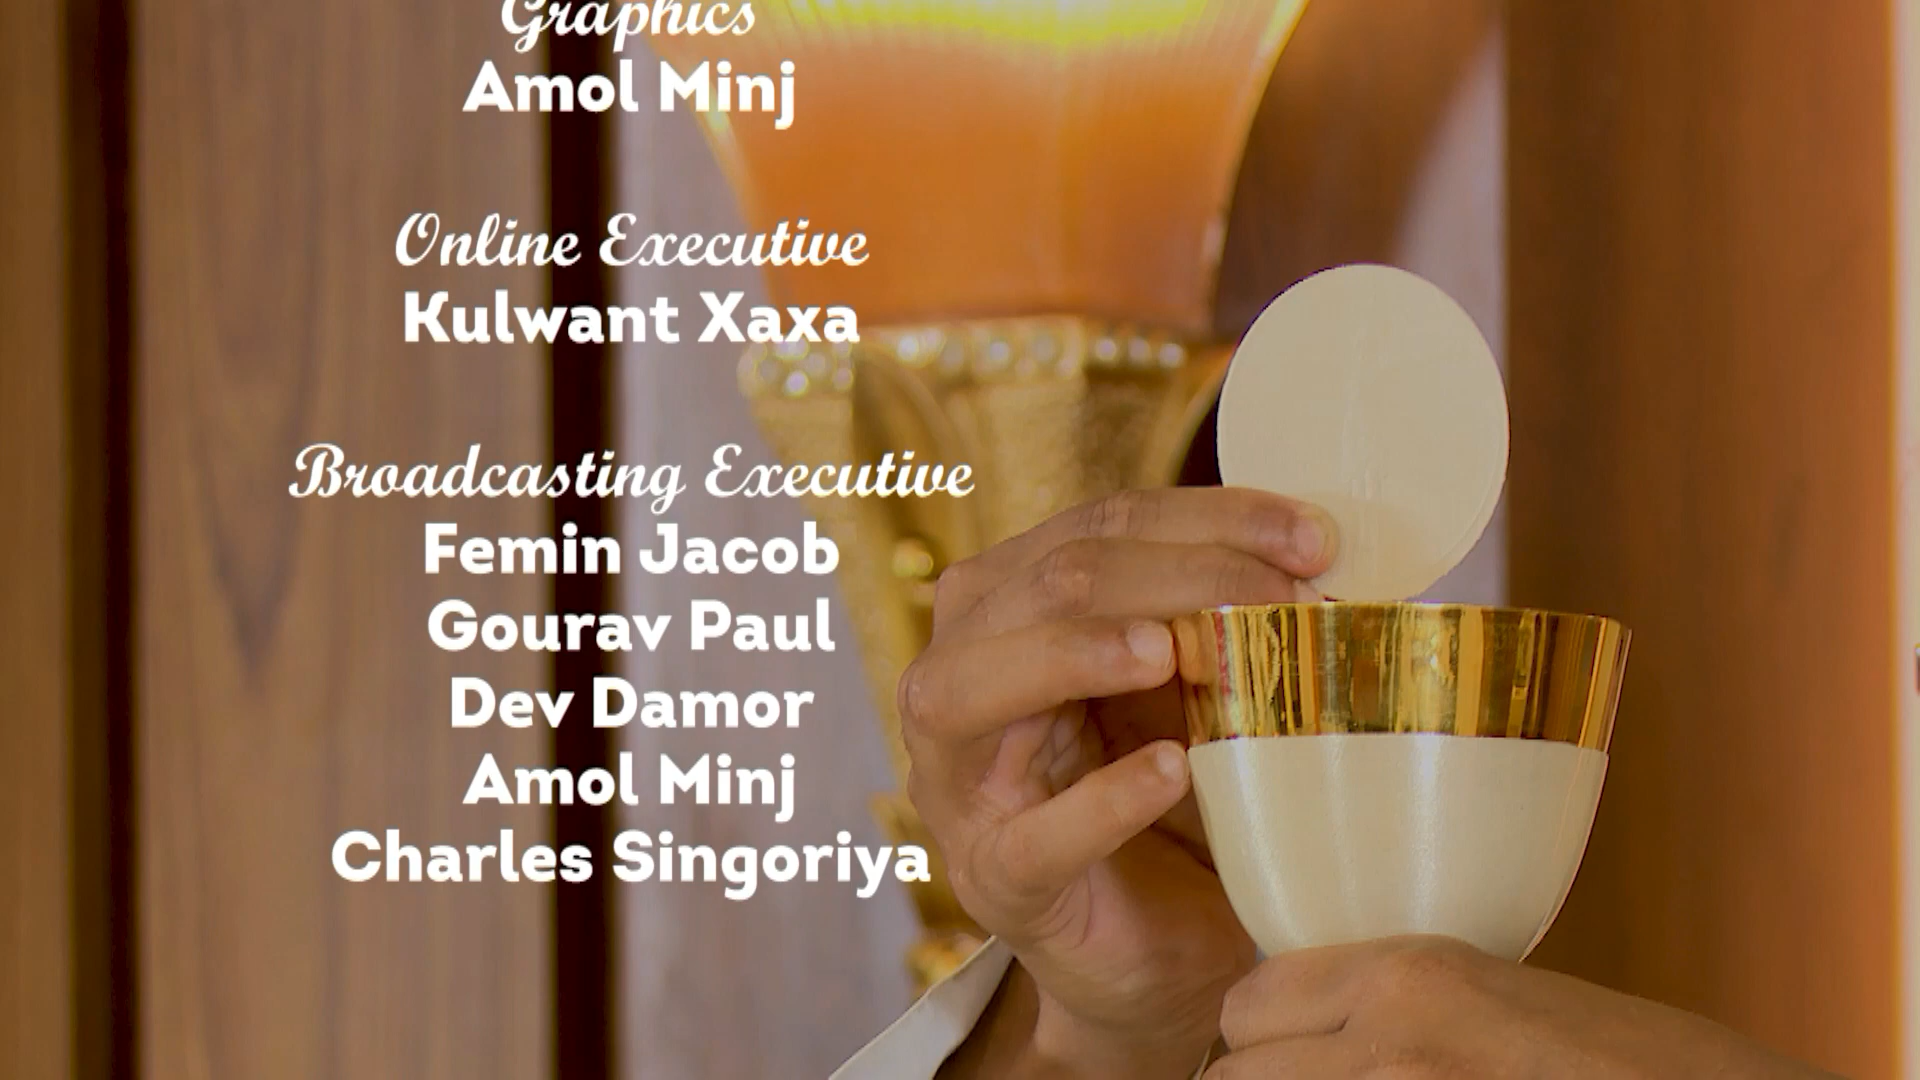 Graphics
Amol Minj
Online Executive
Kulwant Xaxa
Broadcasting Executive
Femin Jacob
Gourav Paul
Dev Damor
Amol Minj
Charles Singoriya